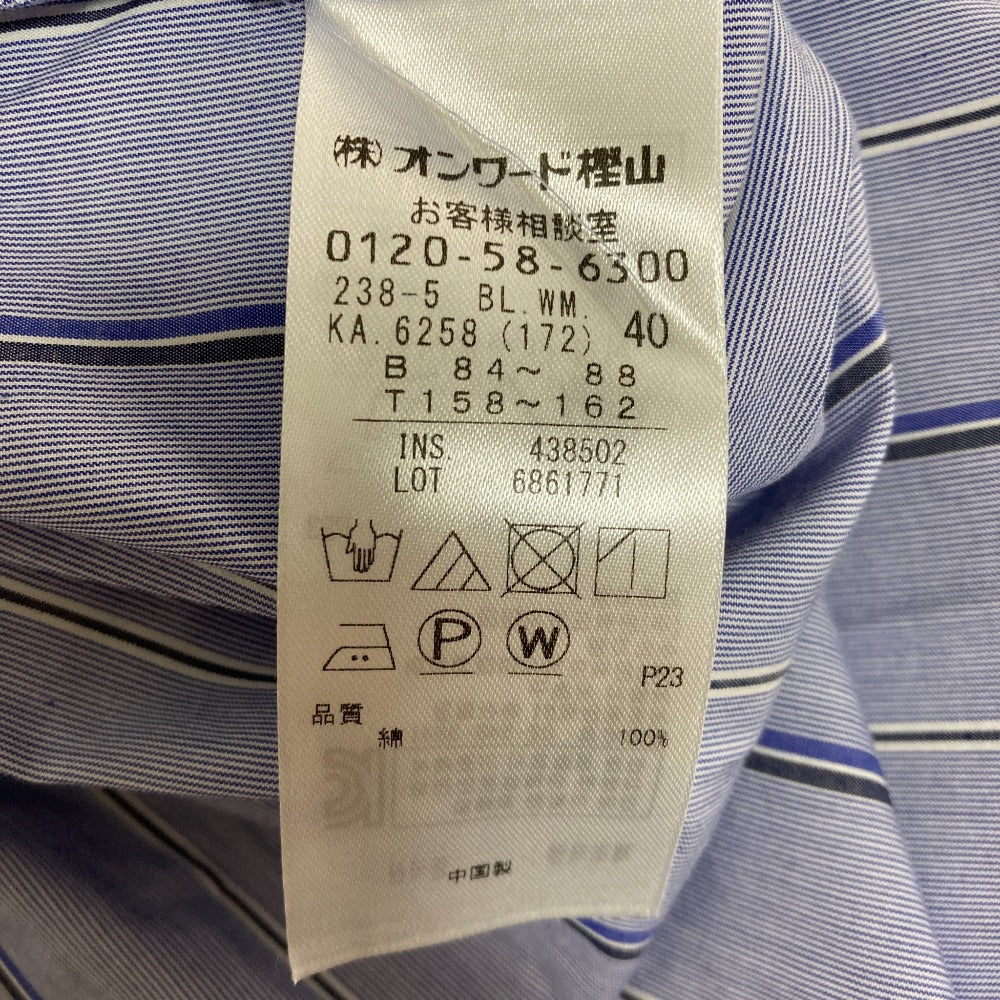 (株)オンワード樫山
お客様相談室
0120-58-6300
238-5 BL.WM.
KA.6258 (172) 40
B 84～ 88
T158～162
INS. 438502
LOT 6861771
P W
P23
品質
綿 100%
中国製